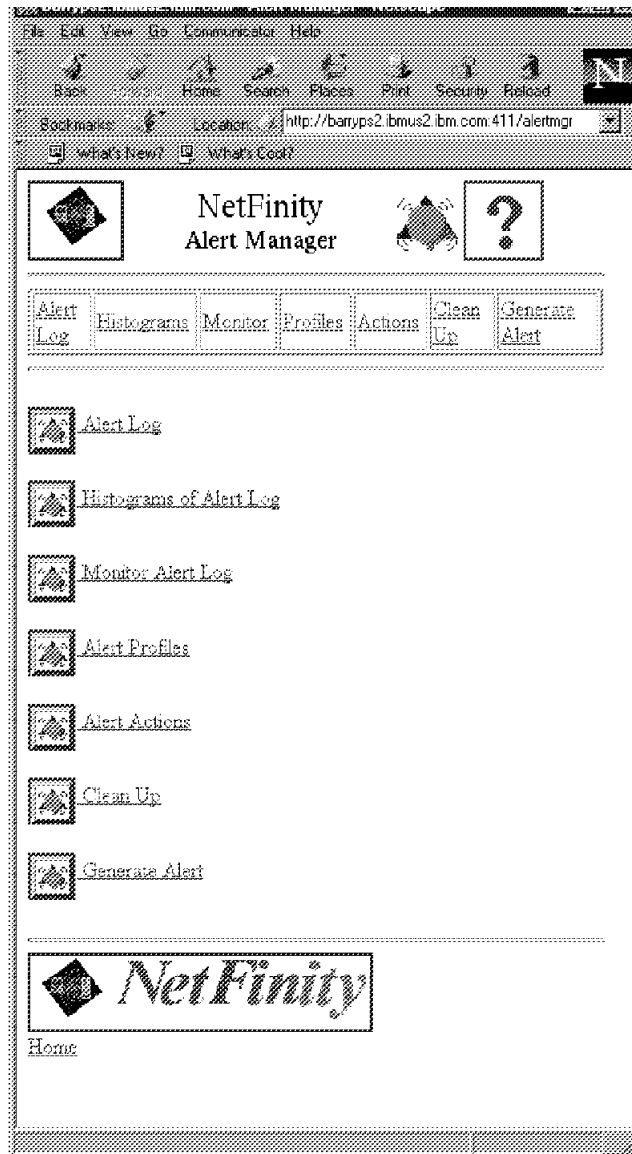 File Edit View Go Communicator Help
Back Home Search Places Print Security Reload
N
Bookmarks Location: http://barryps2.ibmus2.ibm.com:411/alertmgr
What's New? What's Cool?
NetFinity
Alert Manager
?
Alert Log Histograms Monitor Profiles Actions Clean Up Generate Alert
Alert Log
Histograms of Alert Log
Monitor Alert Log
Alert Profiles
Alert Actions
Clean Up
Generate Alert
NetFinity
Home